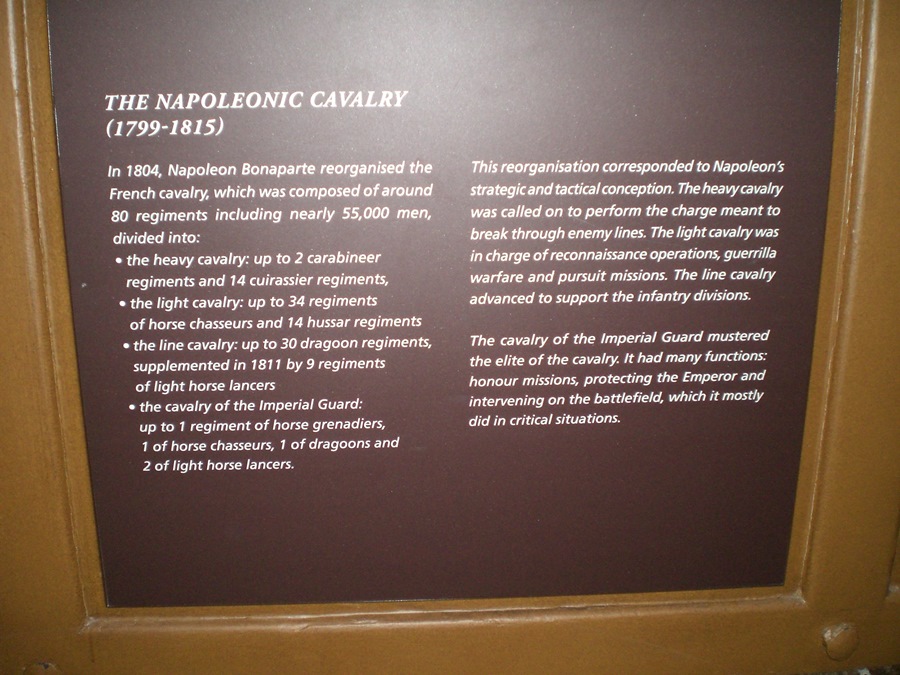 THE NAPOLEONIC CAVALRY
(1799-1815)
In 1804, Napoleon Bonaparte reorganised the
French cavalry, which was composed of around
80 regiments including nearly 55,000 men,
divided into:
• the heavy cavalry: up to 2 carabineer
regiments and 14 cuirassier regiments,
• the light cavalry: up to 34 regiments
of horse chasseurs and 14 hussar regiments
• the line cavalry: up to 30 dragoon regiments,
supplemented in 1811 by 9 regiments
of light horse lancers
• the cavalry of the Imperial Guard:
up to 1 regiment of horse grenadiers,
1 of horse chasseurs, 1 of dragoons and
2 of light horse lancers.
This reorganisation corresponded to Napoleon's
strategic and tactical conception. The heavy cavalry
was called on to perform the charge meant to
break through enemy lines. The light cavalry was
in charge of reconnaissance operations, guerrilla
warfare and pursuit missions. The line cavalry
advanced to support the infantry divisions.
The cavalry of the Imperial Guard mustered
the elite of the cavalry. It had many functions:
honour missions, protecting the Emperor and
intervening on the battlefield, which it mostly
did in critical situations.